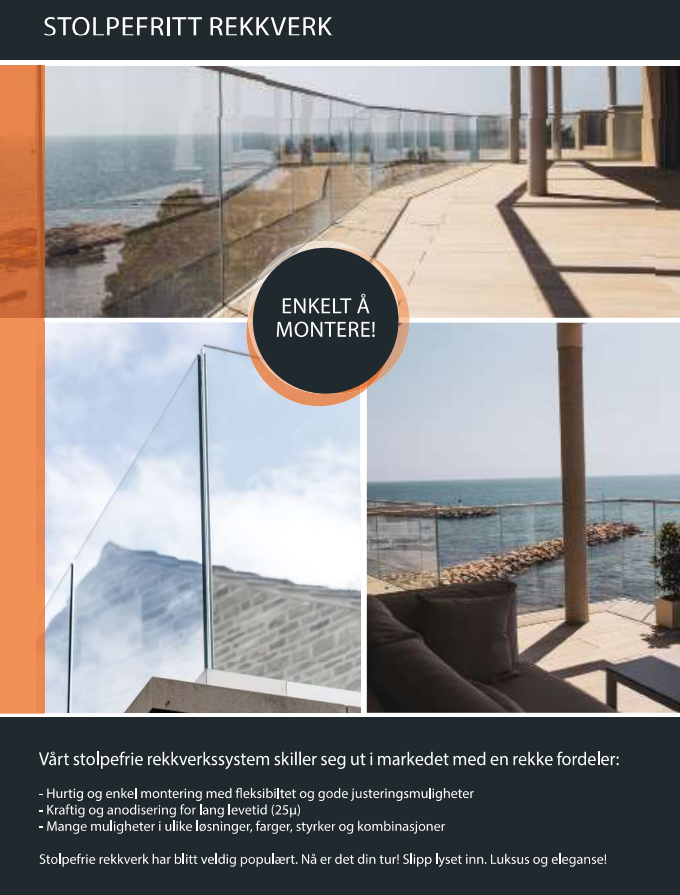 STOLPEFRITT REKKVERK
ENKELT Å
MONTERE!
Vårt stolpefrie rekkverkssystem skiller seg ut i markedet med en rekke fordeler:
- Hurtig og enkel montering med fleksibiltet og gode justeringsmuligheter
- Kraftig og anodisering for lang levetid (25µ)
- Mange muligheter i ulike løsninger, farger, styrker og kombinasjoner
Stolpefrie rekkverk har blitt veldig populært. Nå er det din tur! Slipp lyset inn. Luksus og eleganse!